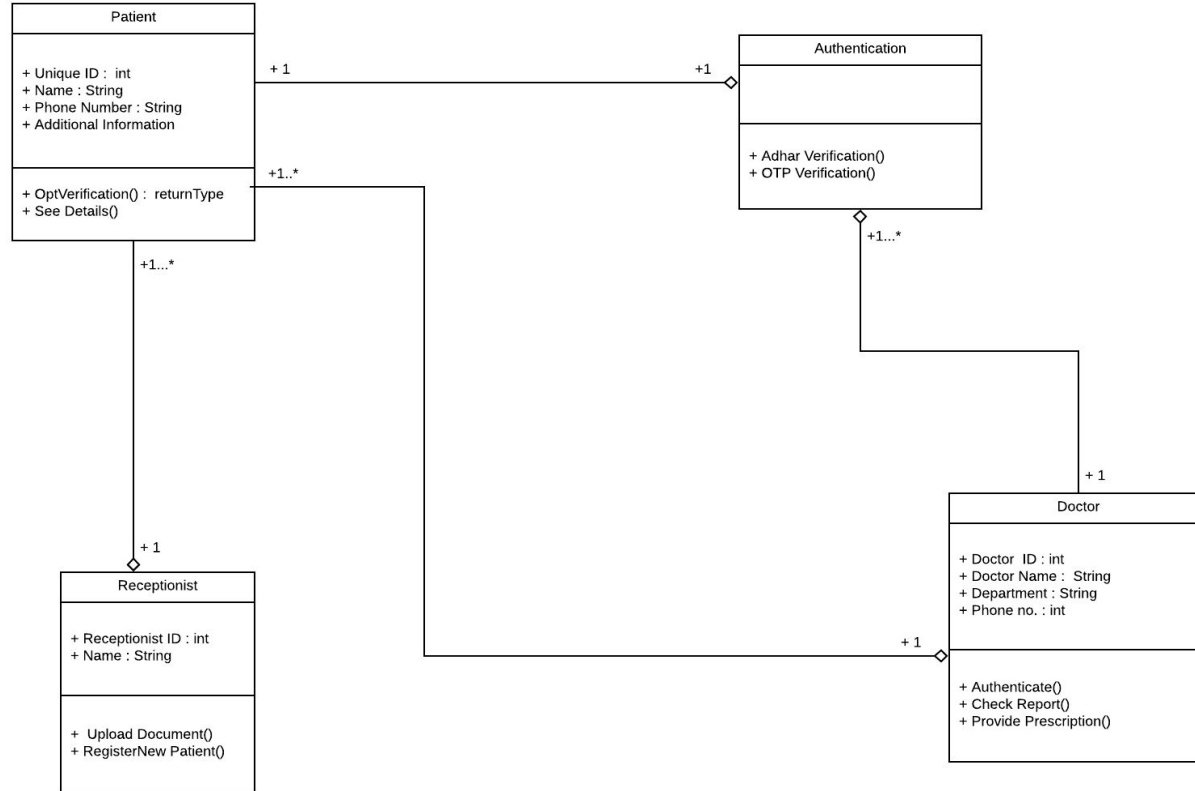 Patient
+ Unique ID :  int
+ Name : String
+ Phone Number : String
+ Additional Information
+ OptVerification() :  returnType
+ See Details()
+ 1
+1
Authentication
+ Adhar Verification()
+ OTP Verification()
+1..*
+1...*
+1...*
+ 1
+ 1
Receptionist
+ Receptionist ID : int
+ Name : String
+  Upload Document()
+ RegisterNew Patient()
+ 1
Doctor
+ Doctor  ID : int
+ Doctor Name :  String
+ Department : String
+ Phone no. : int
+ Authenticate()
+ Check Report()
+ Provide Prescription()